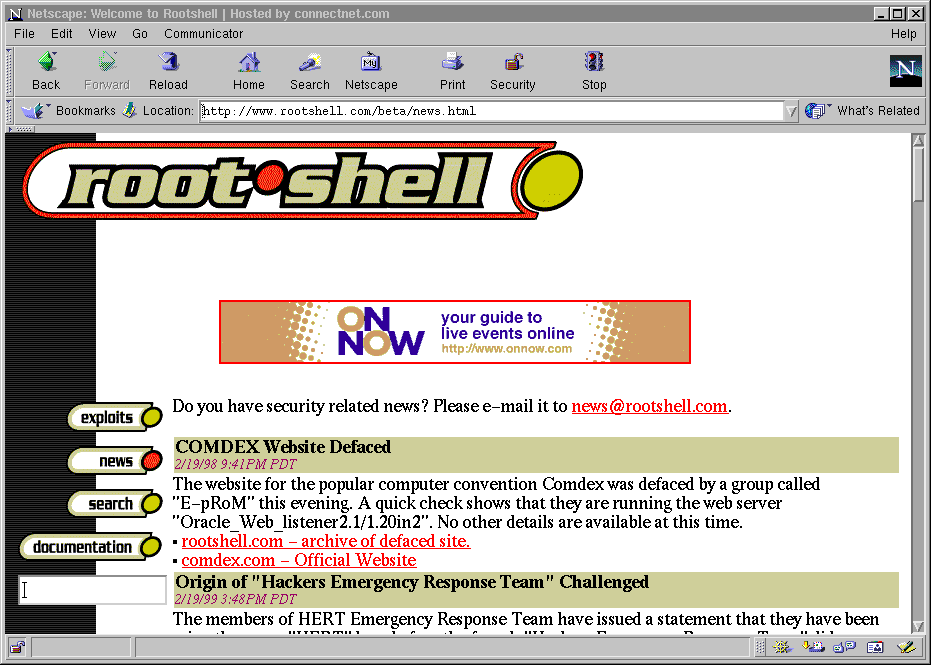 Netscape: Welcome to Rootshell | Hosted by connectnet.com
File Edit View Go Communicator Help
Back Forward Reload Home Search Netscape Print Security Stop
My
N
Bookmarks Location: http://www.rootshell.com/beta/news.html What's Related
root shell
ON NOW
your guide to
live events online
http://www.onnow.com
Do you have security related news? Please e-mail it to news@rootshell.com.
exploits
news
search
documentation
COMDEX Website Defaced
2/19/98 9:41PM PDT
The website for the popular computer convention Comdex was defaced by a group called
"E-pRoM" this evening. A quick check shows that they are running the web server
"Oracle_Web_listener2.1/1.20in2". No other details are available at this time.
rootshell.com - archive of defaced site.
comdex.com - Official Website
Origin of "Hackers Emergency Response Team" Challenged
2/19/99 3:48PM PDT
The members of HERT Emergency Response Team have issued a statement that they have been